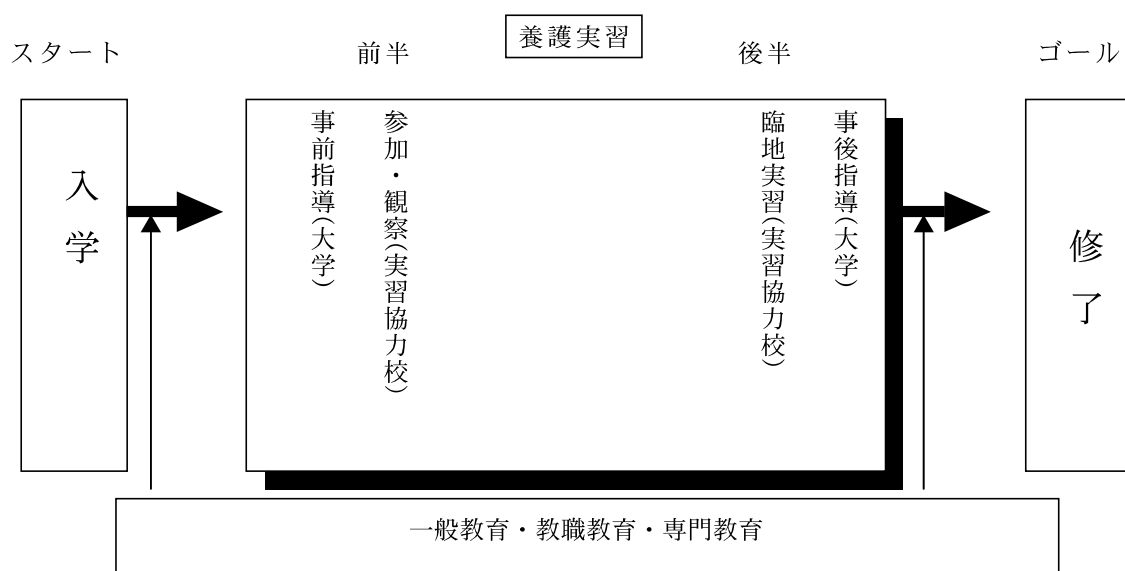 養護実習
スタート
前半
後半
ゴール
入学
事前指導(大学)
参加・観察(実習協力校)
臨地実習(実習協力校)
事後指導(大学)
修了
一般教育・教職教育・専門教育